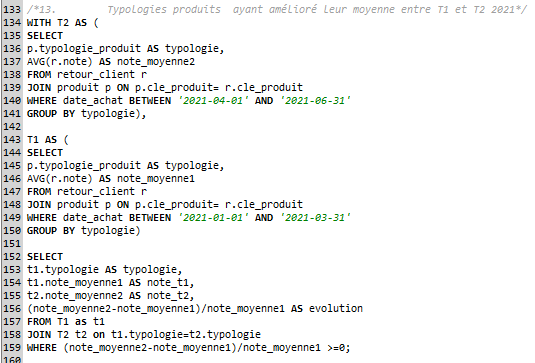 133 /*13.        Typologies produits  ayant amélioré leur moyenne entre T1 et T2 2021*/
134 WITH T2 AS (
135 SELECT
136 p.typologie_produit AS typologie,
137 AVG(r.note) AS note_moyenne2
138 FROM retour_client r
139 JOIN produit p ON p.cle_produit= r.cle_produit
140 WHERE date_achat BETWEEN '2021-04-01' AND '2021-06-31'
141 GROUP BY typologie),
142
143 T1 AS (
144 SELECT
145 p.typologie_produit AS typologie,
146 AVG(r.note) AS note_moyenne1
147 FROM retour_client r
148 JOIN produit p ON p.cle_produit= r.cle_produit
149 WHERE date_achat BETWEEN '2021-01-01' AND '2021-03-31'
150 GROUP BY typologie)
151
152 SELECT
153 t1.typologie AS typologie,
154 t1.note_moyenne1 AS note_t1,
155 t2.note_moyenne2 AS note_t2,
156 (note_moyenne2-note_moyenne1)/note_moyenne1 AS evolution
157 FROM T1 as t1
158 JOIN T2 t2 on t1.typologie=t2.typologie
159 WHERE (note_moyenne2-note_moyenne1)/note_moyenne1 >=0;
160